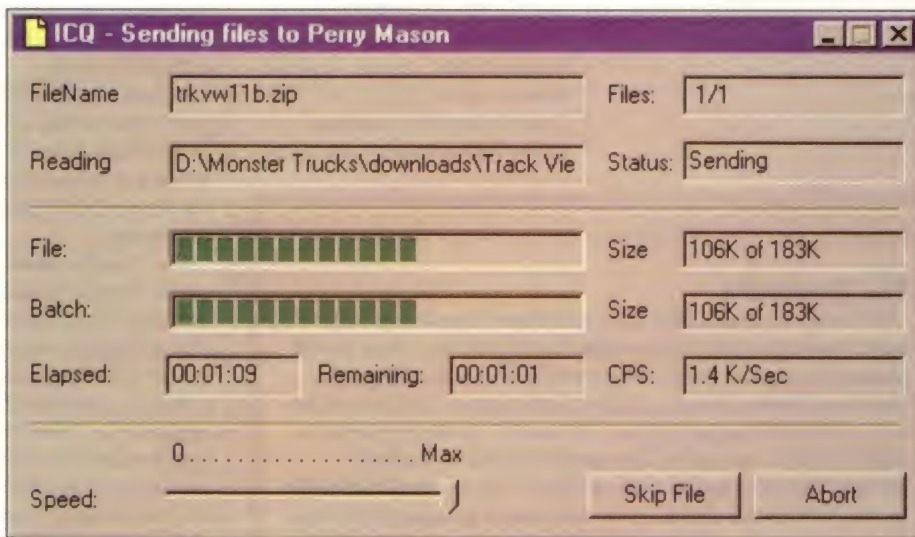 ICQ - Sending files to Perry Mason
FileName trkvw11b.zip Files: 1/1
Reading D:\Monster Trucks\downloads\Track Vie Status: Sending
File: Size 106K of 183K
Batch: Size 106K of 183K
Elapsed: 00:01:09 Remaining: 00:01:01 CPS: 1.4 K/Sec
0 . . . . . . . . . . . . . . . . . . . Max
Speed: Skip File Abort